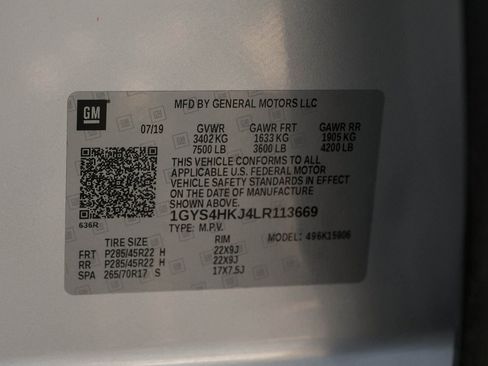 GM
MFD BY GENERAL MOTORS LLC
07/19 GVWR GAWR FRT GAWR RR
3402 KG 1633 KG 1905 KG
7500 LB 3600 LB 4200 LB
THIS VEHICLE CONFORMS TO ALL
APPLICABLE U.S. FEDERAL MOTOR
VEHICLE SAFETY STANDARDS IN EFFECT
ON THE DATE OF MANUFACTURE
SHOWN ABOVE.
636R
1GYS4HKJ4LR113669
TYPE: M.P.V. MODEL: 496K15906
TIRE SIZE RIM
FRT P285/45R22 H 22X9J
RR P285/45R22 H 22X9J
SPA 265/70R17 S 17X7.5J